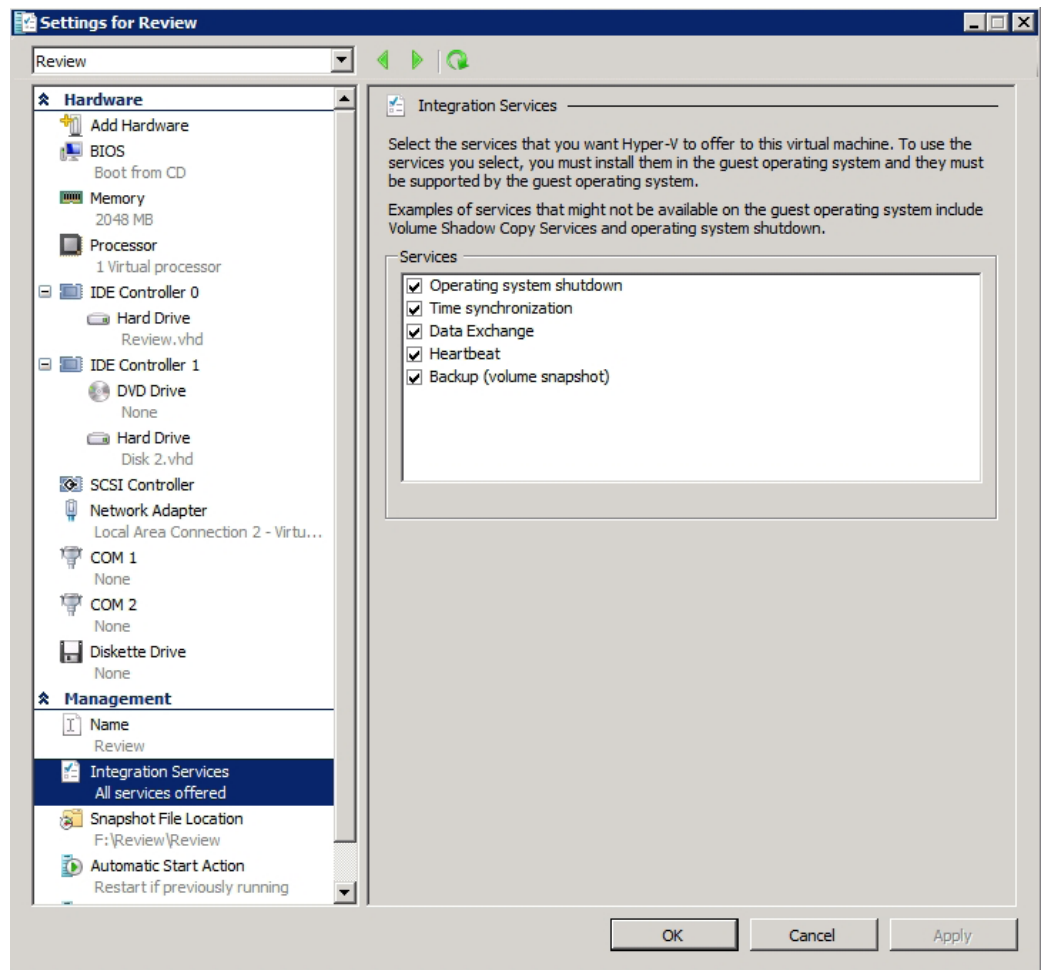 Settings for Review
Review
Hardware
Add Hardware
BIOS
Boot from CD
Memory
2048 MB
Processor
1 Virtual processor
IDE Controller 0
Hard Drive
Review.vhd
IDE Controller 1
DVD Drive
None
Hard Drive
Disk 2.vhd
SCSI Controller
Network Adapter
Local Area Connection 2 - Virtu...
COM 1
None
COM 2
None
Diskette Drive
None
Management
Name
Review
Integration Services
All services offered
Snapshot File Location
F:\Review\Review
Automatic Start Action
Restart if previously running
Integration Services
Select the services that you want Hyper-V to offer to this virtual machine. To use the
services you select, you must install them in the guest operating system and they must
be supported by the guest operating system.
Examples of services that might not be available on the guest operating system include
Volume Shadow Copy Services and operating system shutdown.
Services
Operating system shutdown
Time synchronization
Data Exchange
Heartbeat
Backup (volume snapshot)
OK
Cancel
Apply